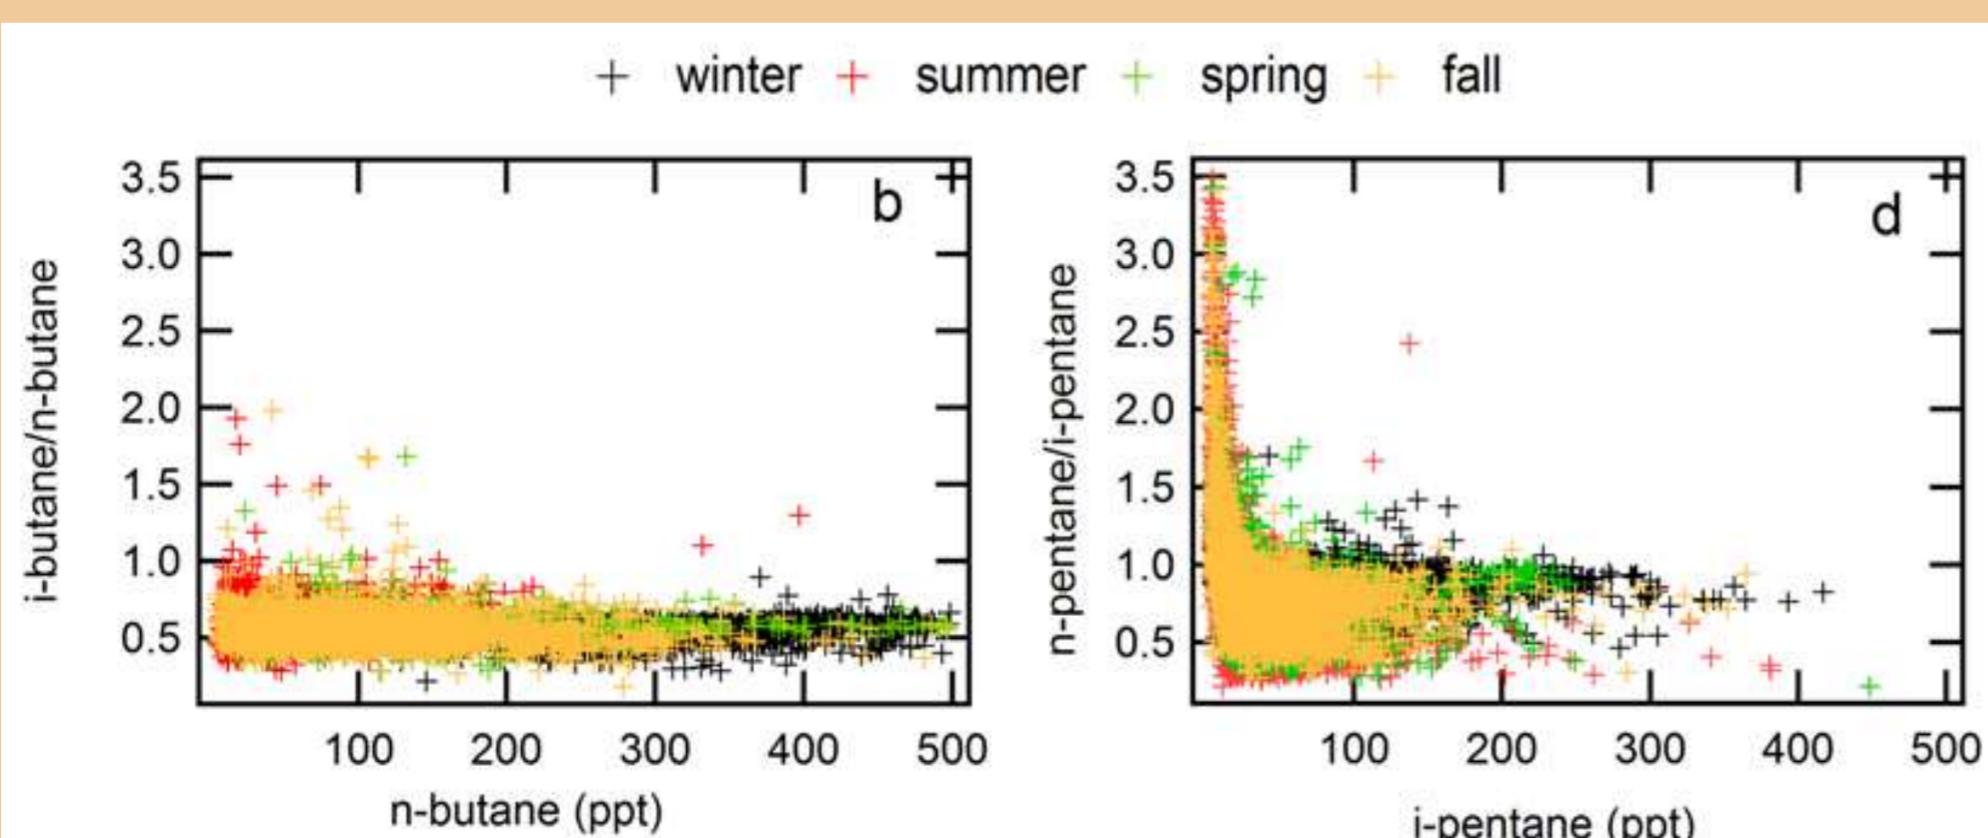 winter summer spring fall
b
3.5
3.0
2.5
2.0
1.5
1.0
0.5
i-butane/n-butane
100 200 300 400 500
n-butane (ppt)
d
3.5
3.0
2.5
2.0
1.5
1.0
0.5
n-pentane/i-pentane
100 200 300 400 500
i-pentane (ppt)